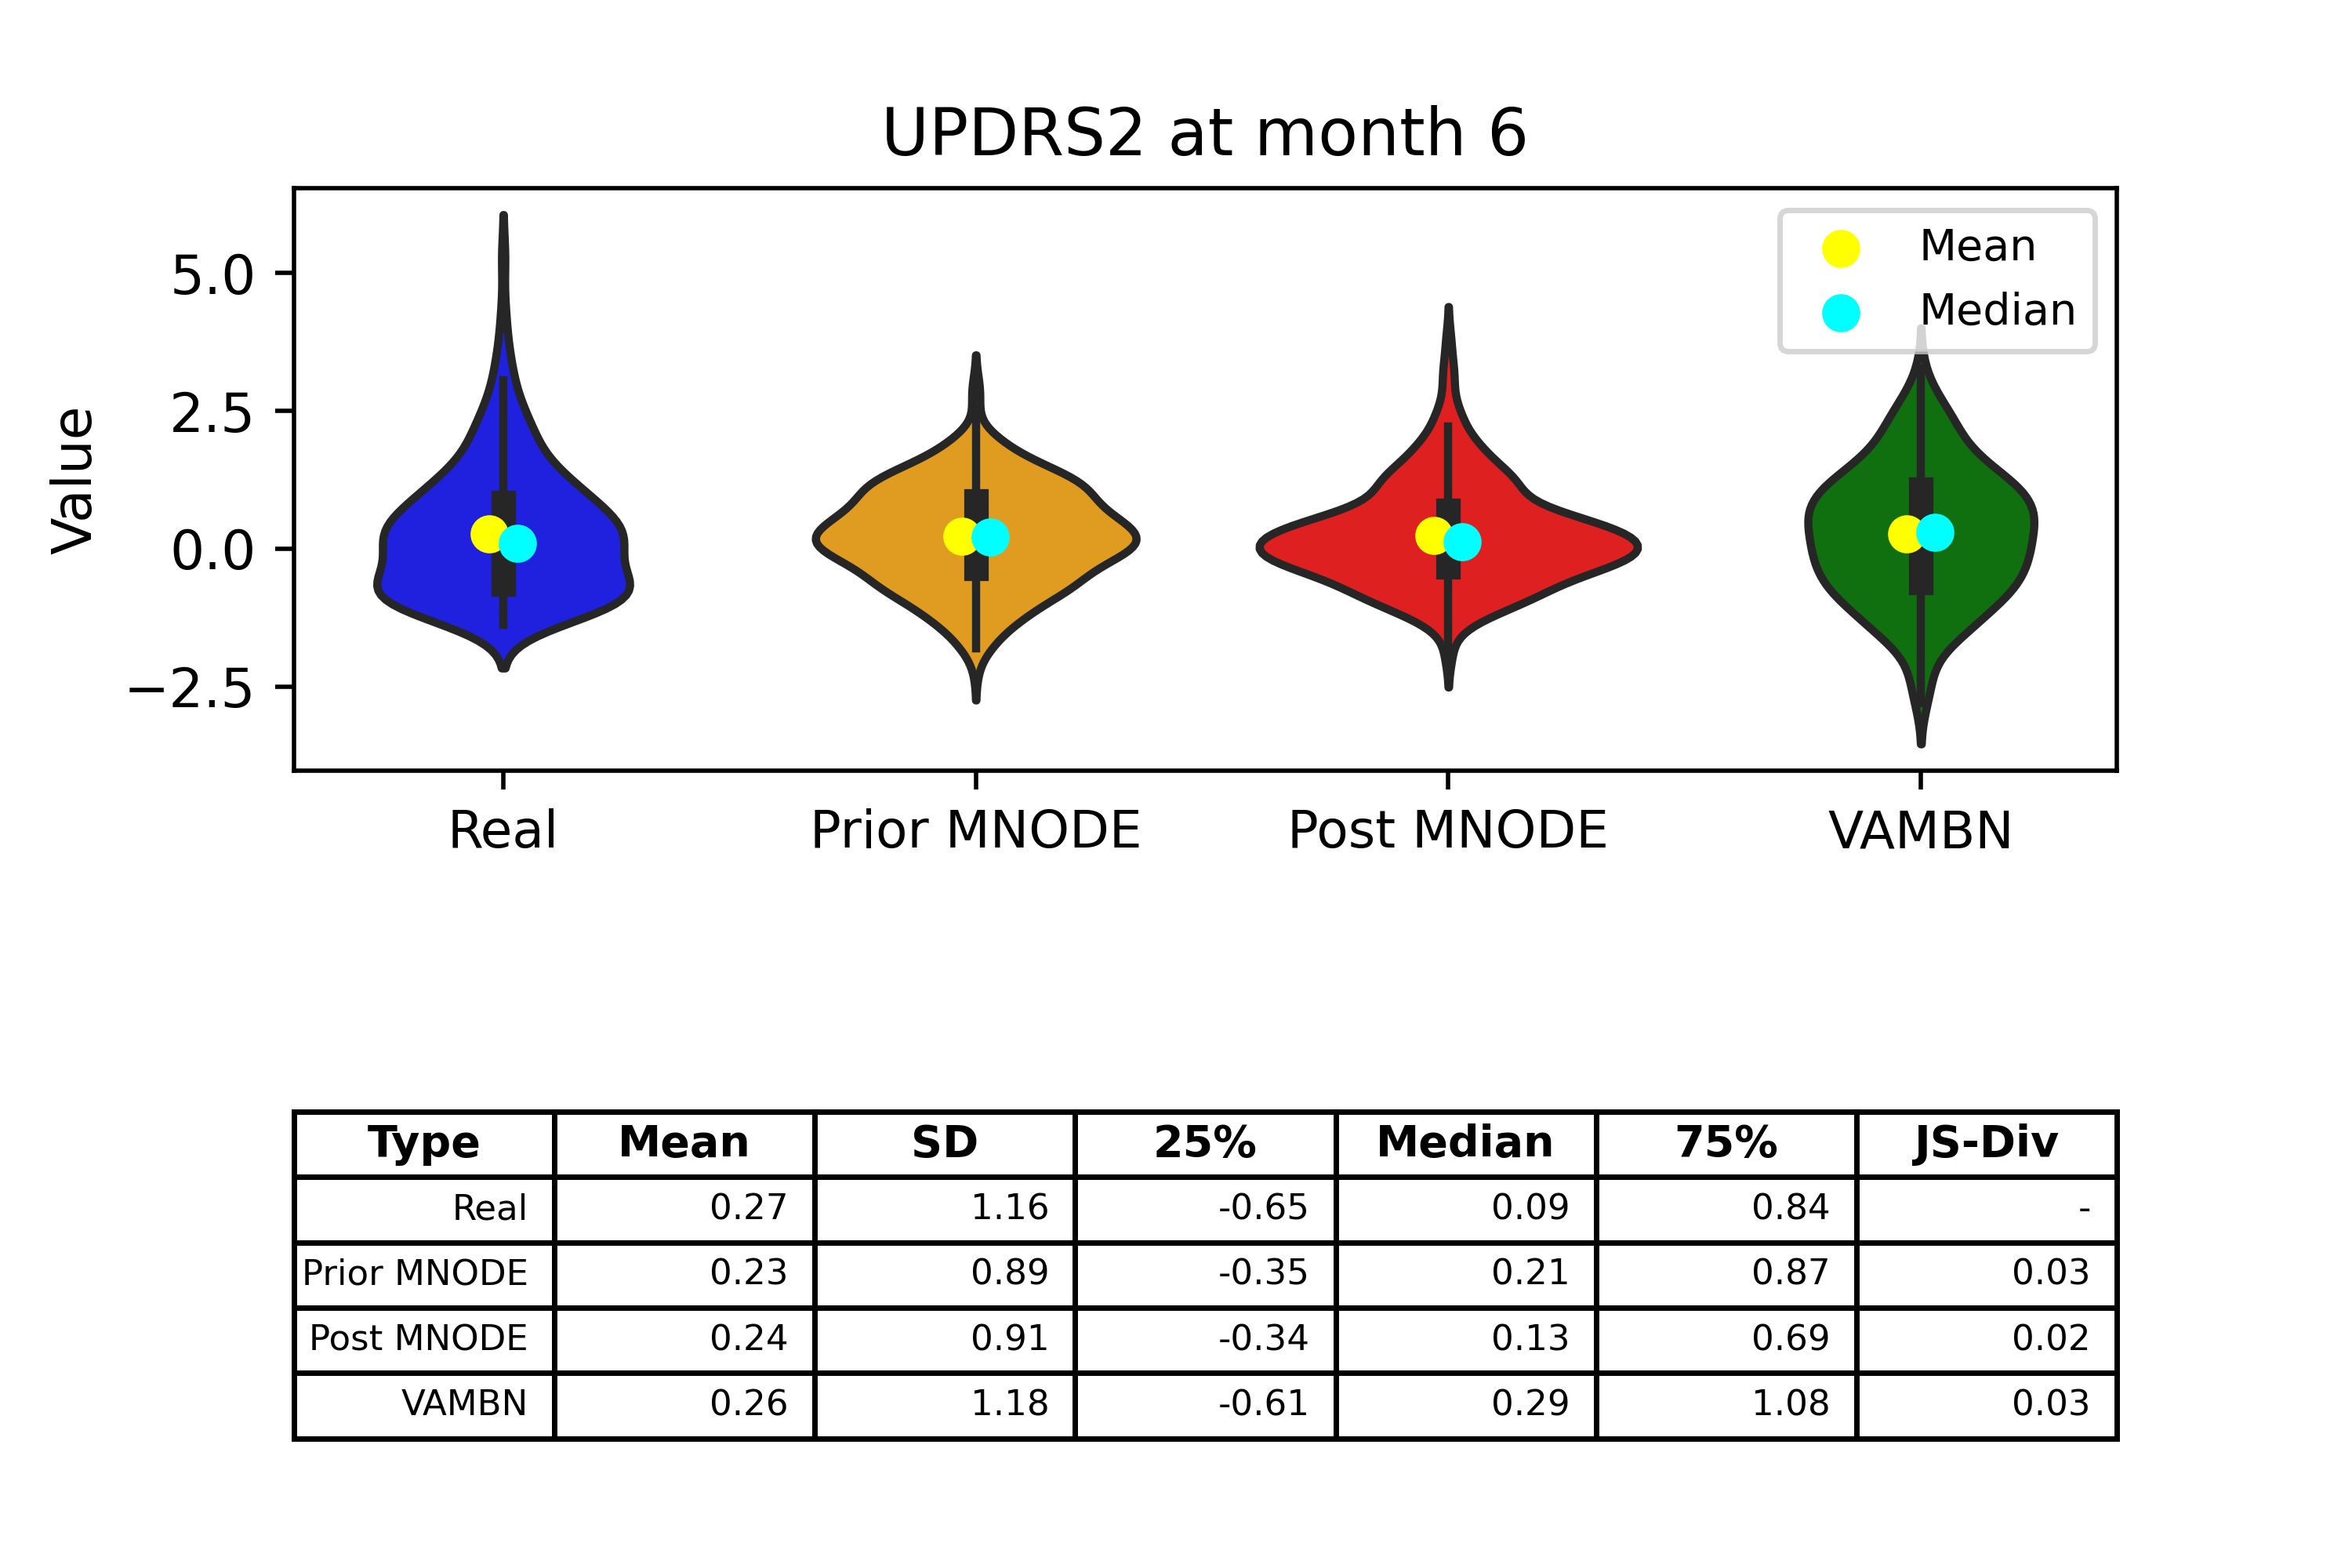 UPDRS2 at month 6
Value
5.0
2.5
0.0
−2.5
Mean
Median
Real Prior MNODE Post MNODE VAMBN
Type Mean SD 25% Median 75% JS-Div
Real 0.27 1.16 -0.65 0.09 0.84 -
Prior MNODE 0.23 0.89 -0.35 0.21 0.87 0.03
Post MNODE 0.24 0.91 -0.34 0.13 0.69 0.02
VAMBN 0.26 1.18 -0.61 0.29 1.08 0.03